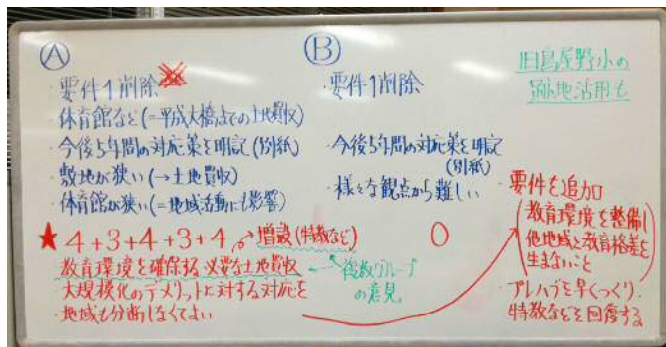 Ⓐ
・要件1削除
体育館など(=平成大橋までの土地買収)
・今後5年間の対応策を明記(別紙)
・敷地が狭い(→土地買収)
・体育館が狭い(=地域活動にも影響)
★4+3+4+3+4 増設(特教など)
教育環境を確保する必要な土地買収
大規模化のデメリットに対する対応を
・地域も分断しなくてよい
複数グループ
の意見
Ⓑ
・要件1削除
・今後5年間の対応策を明記
(別紙)
・様々な観点から難しい
0
旧鳥屋野小の
跡地活用も
・要件を追加
(教育環境を整備し
他地域と教育格差を
生まないこと)
・プレハブを早くつくり、
特教などを回復する